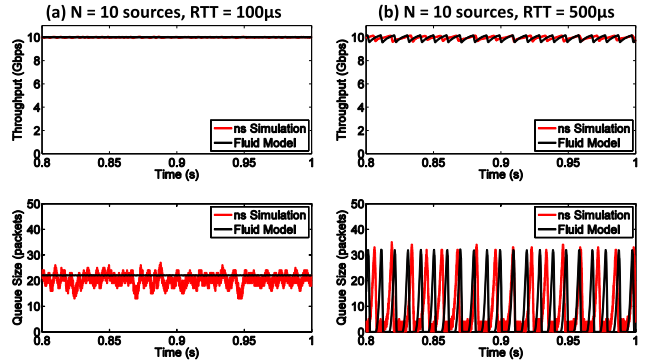 (a) N = 10 sources, RTT = 100μs
(b) N = 10 sources, RTT = 500μs
Throughput (Gbps)
10
8
6
4
2
0
ns Simulation
Fluid Model
0.8
0.85
0.9
0.95
1
Time (s)
Throughput (Gbps)
10
8
6
4
2
0
ns Simulation
Fluid Model
0.8
0.85
0.9
0.95
1
Time (s)
Queue Size (packets)
50
40
30
20
10
0
ns Simulation
Fluid Model
0.8
0.85
0.9
0.95
1
Time (s)
Queue Size (packets)
50
40
30
20
10
0
ns Simulation
Fluid Model
0.8
0.85
0.9
0.95
1
Time (s)